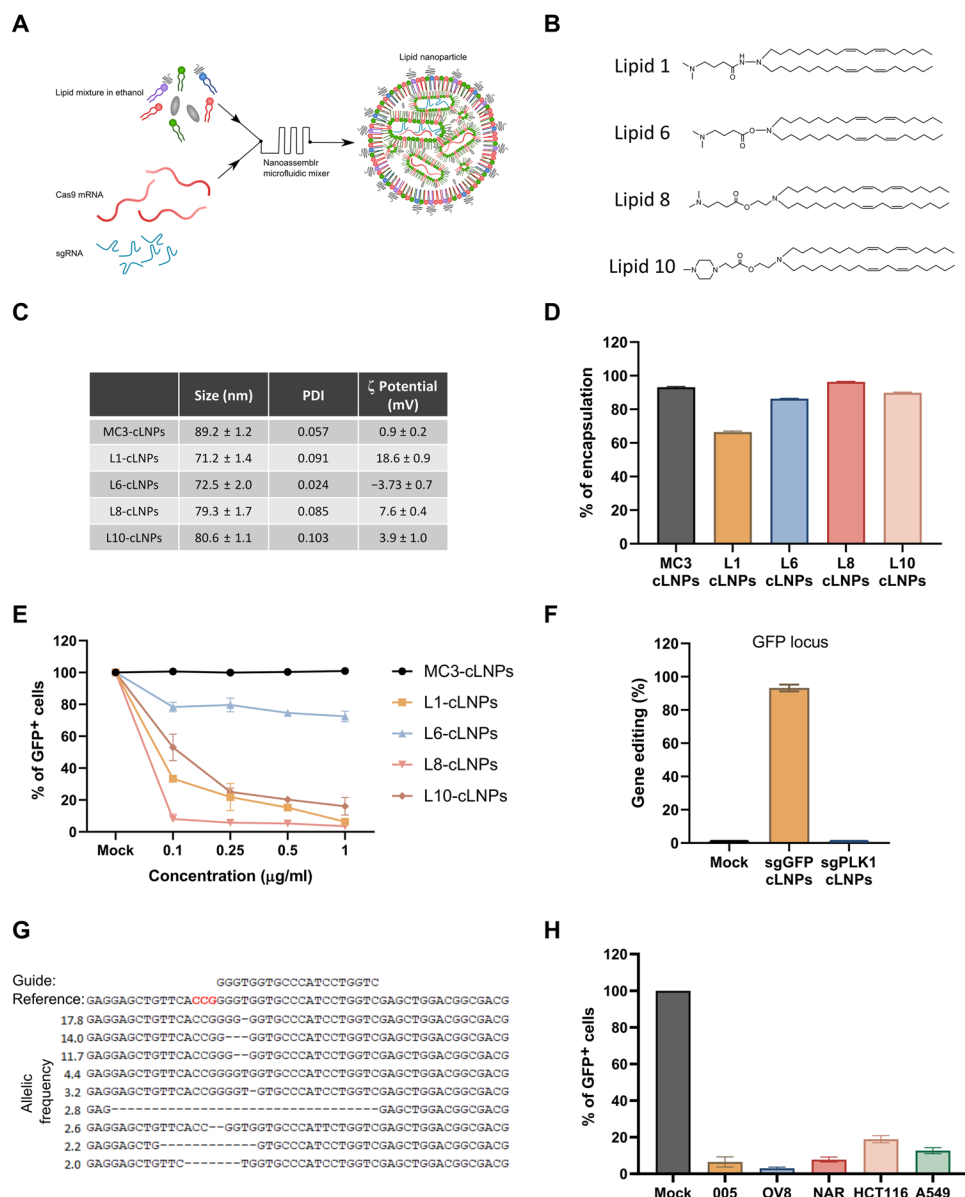 A
Lipid mixture in ethanol
Cas9 mRNA
sgRNA
Nanoassemblr
microfluidic mixer
Lipid nanoparticle
B
Lipid 1
N
O
H
N
N
Lipid 6
N
O
O
N
Lipid 8
N
O
O
N
Lipid 10
N
N
O
O
N
C
Size (nm) PDI ζ Potential (mV)
MC3-cLNPs 89.2 ± 1.2 0.057 0.9 ± 0.2
L1-cLNPs 71.2 ± 1.4 0.091 18.6 ± 0.9
L6-cLNPs 72.5 ± 2.0 0.024 −3.73 ± 0.7
L8-cLNPs 79.3 ± 1.7 0.085 7.6 ± 0.4
L10-cLNPs 80.6 ± 1.1 0.103 3.9 ± 1.0
D
% of encapsulation
120
100
80
60
40
20
0
MC3 L1 L6 L8 L10
cLNPs cLNPs cLNPs cLNPs cLNPs
E
% of GFP+ cells
120
100
80
60
40
20
0
Mock 0.1 0.25 0.5 1
Concentration (μg/ml)
MC3-cLNPs
L1-cLNPs
L6-cLNPs
L8-cLNPs
L10-cLNPs
F
GFP locus
Gene editing (%)
120
100
80
60
40
20
0
Mock sgGFP sgPLK1
cLNPs cLNPs
G
Guide: GGGTGGTGCCCATCCTGGTC
Reference: GAGGAGCTGTTCACCGGGGTGGTGCCCATCCTGGTCGAGCTGGACGGCGACG
Allelic
frequency
17.8 GAGGAGCTGTTCACCGGGG-GGTGCCCATCCTGGTCGAGCTGGACGGCGACG
14.0 GAGGAGCTGTTCACCGG---GGTGCCCATCCTGGTCGAGCTGGACGGCGACG
11.7 GAGGAGCTGTTCACCGGG--GGTGCCCATCCTGGTCGAGCTGGACGGCGACG
4.4 GAGGAGCTGTTCACCGGGGTGGTGCCCATCCTGGTCGAGCTGGACGGCGACG
3.2 GAGGAGCTGTTCACCGGGGT-GTGCCCATCCTGGTCGAGCTGGACGGCGACG
2.8 GAG---------------------------------GAGCTGGACGGCGACG
2.6 GAGGAGCTGTTCACC--GGTGGTGCCCATTCTGGTCGAGCTGGACGGCGACG
2.2 GAGGAGCTG------------GTGCCCATCCTGGTCGAGCTGGACGGCGACG
2.0 GAGGAGCTGTTC-------TGGTGCCCATCCTGGTCGAGCTGGACGGCGACG
H
% of GFP+ cells
120
100
80
60
40
20
0
Mock 005 OV8 NAR HCT116 A549